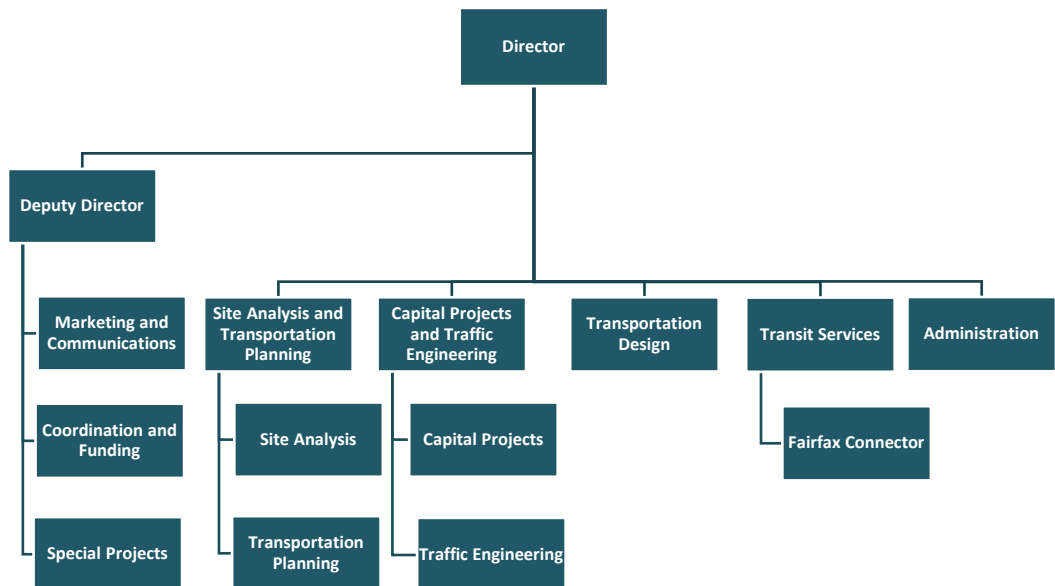 Director
Deputy Director
Marketing and
Communications
Coordination and
Funding
Special Projects
Site Analysis and
Transportation
Planning
Site Analysis
Transportation
Planning
Capital Projects
and Traffic
Engineering
Capital Projects
Traffic Engineering
Transportation
Design
Transit Services
Fairfax Connector
Administration